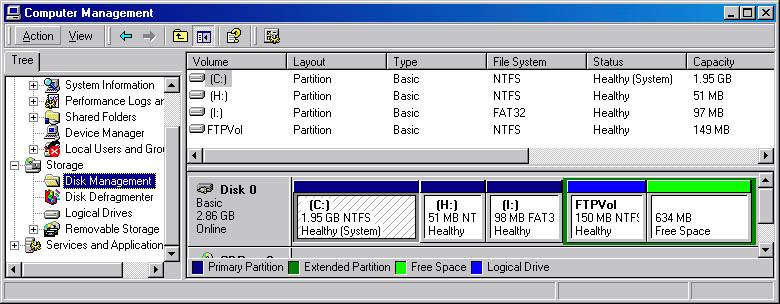 Computer Management
Action View
Tree
Volume Layout Type File System Status Capacity
(C:) Partition Basic NTFS Healthy (System) 1.95 GB
(H:) Partition Basic NTFS Healthy 51 MB
(I:) Partition Basic FAT32 Healthy 97 MB
FTPVol Partition Basic NTFS Healthy 149 MB
System Information
Performance Logs ar
Shared Folders
Device Manager
Local Users and Grou
Storage
Disk Management
Disk Defragmenter
Logical Drives
Removable Storage
Services and Application
Disk 0
Basic
2.86 GB
Online
(C:)
1.95 GB NTFS
Healthy (System)
(H:)
51 MB NT
Healthy
(I:)
98 MB FAT3
Healthy
FTPVol
150 MB NTFS
Healthy
634 MB
Free Space
Primary Partition Extended Partition Free Space Logical Drive